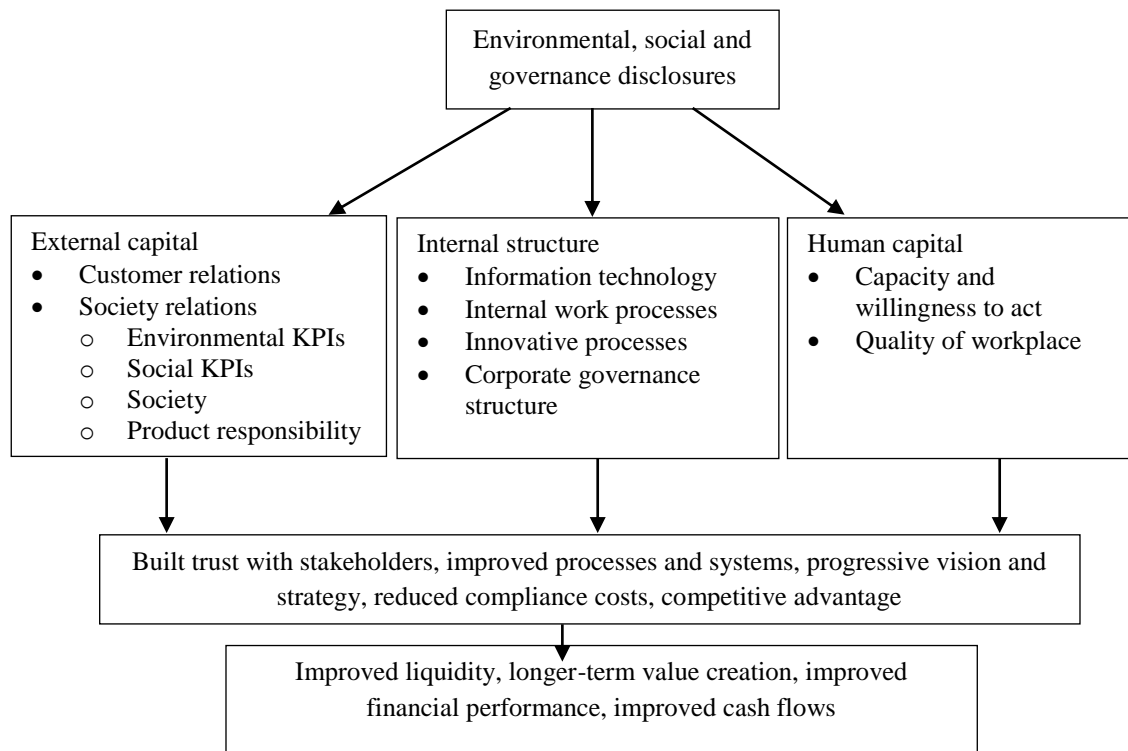 Environmental, social and
governance disclosures
External capital
• Customer relations
• Society relations
o Environmental KPIs
o Social KPIs
o Society
o Product responsibility
Internal structure
• Information technology
• Internal work processes
• Innovative processes
• Corporate governance
structure
Human capital
• Capacity and
willingness to act
• Quality of workplace
Built trust with stakeholders, improved processes and systems, progressive vision and
strategy, reduced compliance costs, competitive advantage
Improved liquidity, longer-term value creation, improved
financial performance, improved cash flows